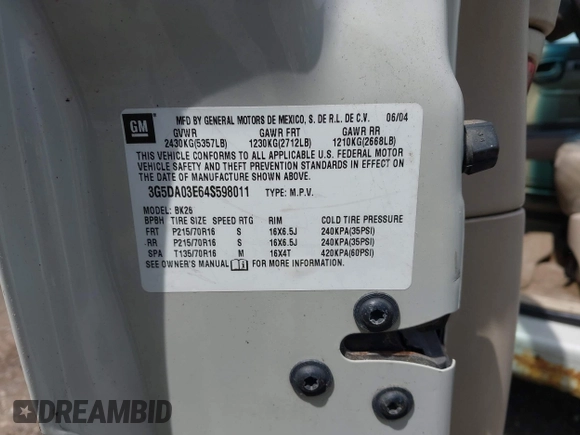 GM
MFD BY GENERAL MOTORS DE MEXICO, S. DE R.L. DE C.V. 06/04
GVWR GAWR FRT GAWR RR
2430KG(5357LB) 1230KG(2712LB) 1210KG(2668LB)
THIS VEHICLE CONFORMS TO ALL APPLICABLE U.S. FEDERAL MOTOR
VEHICLE SAFETY AND THEFT PREVENTION STANDARDS IN EFFECT ON
THE DATE OF MANUFACTURE SHOWN ABOVE.
3G5DA03E64S598011 TYPE: M.P.V.
MODEL: BK26
BPBH TIRE SIZE SPEED RTG RIM COLD TIRE PRESSURE
FRT P215/70R16 S 16X6.5J 240KPA(35PSI)
RR P215/70R16 S 16X6.5J 240KPA(35PSI)
SPA T135/70R16 M 16X4T 420KPA(60PSI)
SEE OWNER'S MANUAL FOR MORE INFORMATION.
DREAMBID